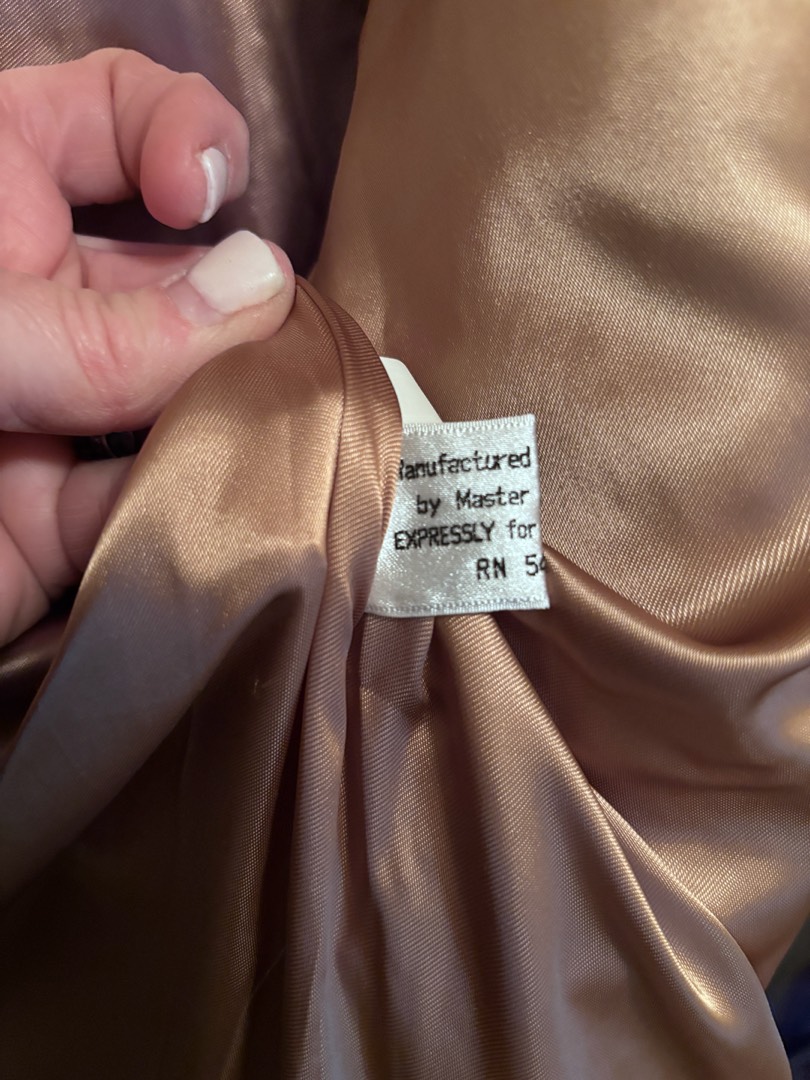 Manufactured
by Master
EXPRESSLY for
RN 54